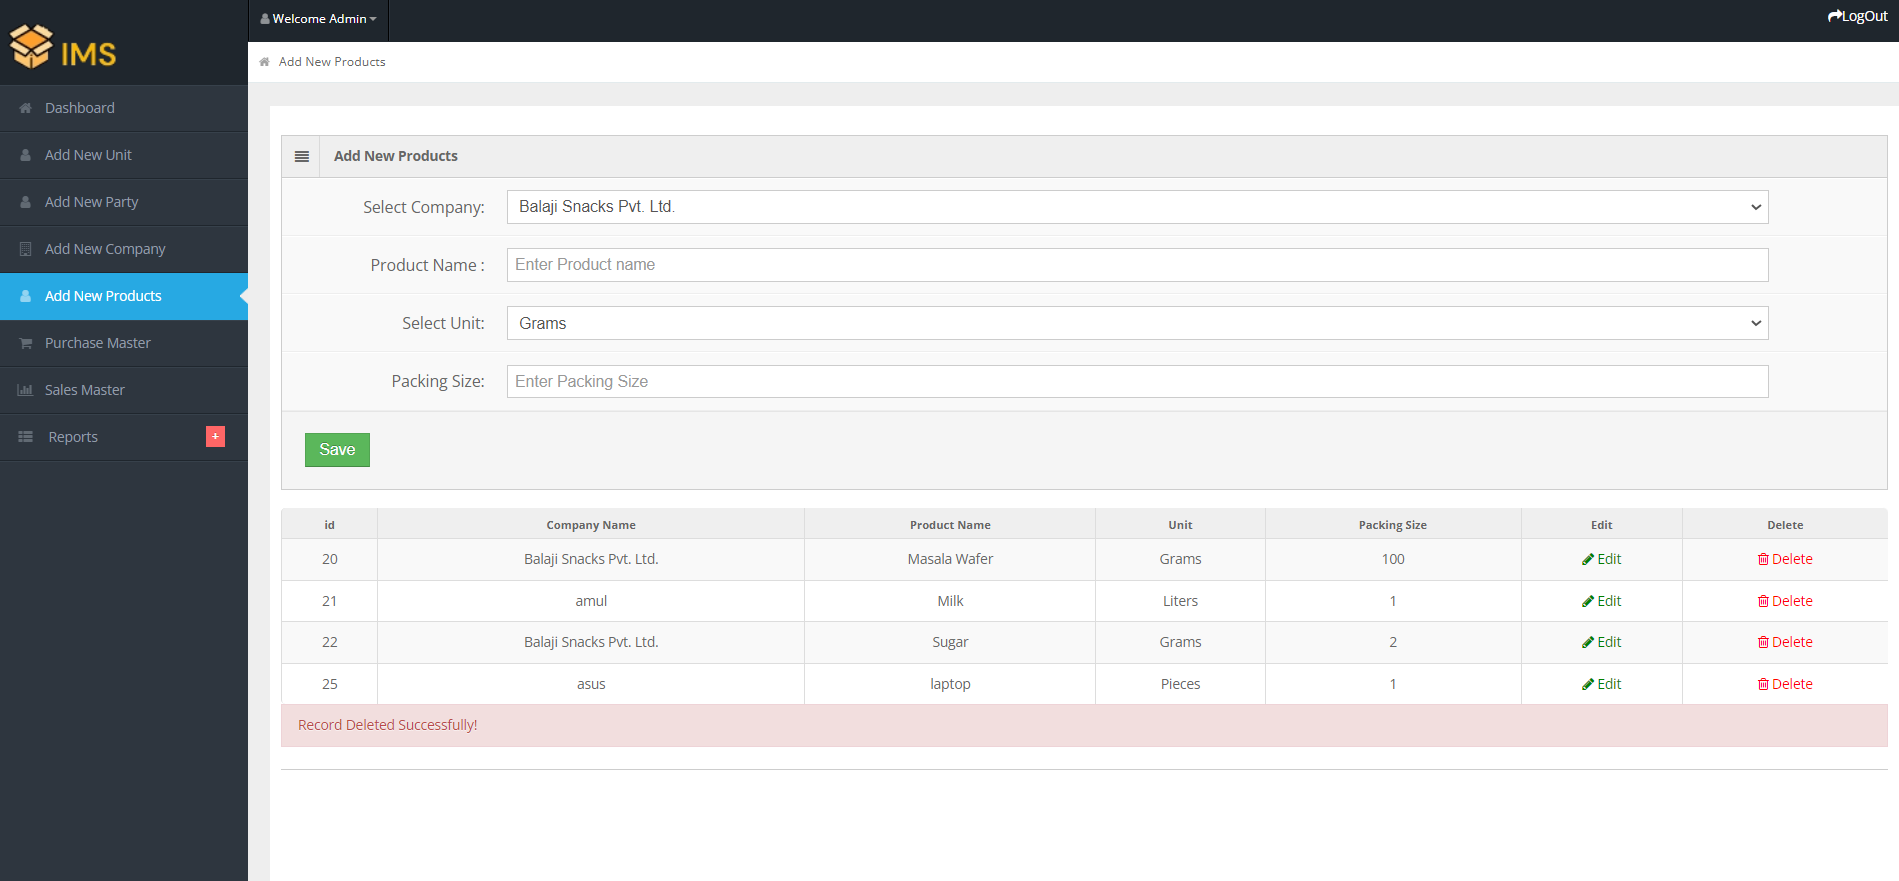 IMS
Welcome Admin
LogOut
Add New Products
Dashboard
Add New Unit
Add New Party
Add New Company
Add New Products
Purchase Master
Sales Master
Reports +
Add New Products
Select Company: Balaji Snacks Pvt. Ltd.
Product Name : Enter Product name
Select Unit: Grams
Packing Size: Enter Packing Size
Save
id Company Name Product Name Unit Packing Size Edit Delete
20 Balaji Snacks Pvt. Ltd. Masala Wafer Grams 100 Edit Delete
21 amul Milk Liters 1 Edit Delete
22 Balaji Snacks Pvt. Ltd. Sugar Grams 2 Edit Delete
25 asus laptop Pieces 1 Edit Delete
Record Deleted Successfully!